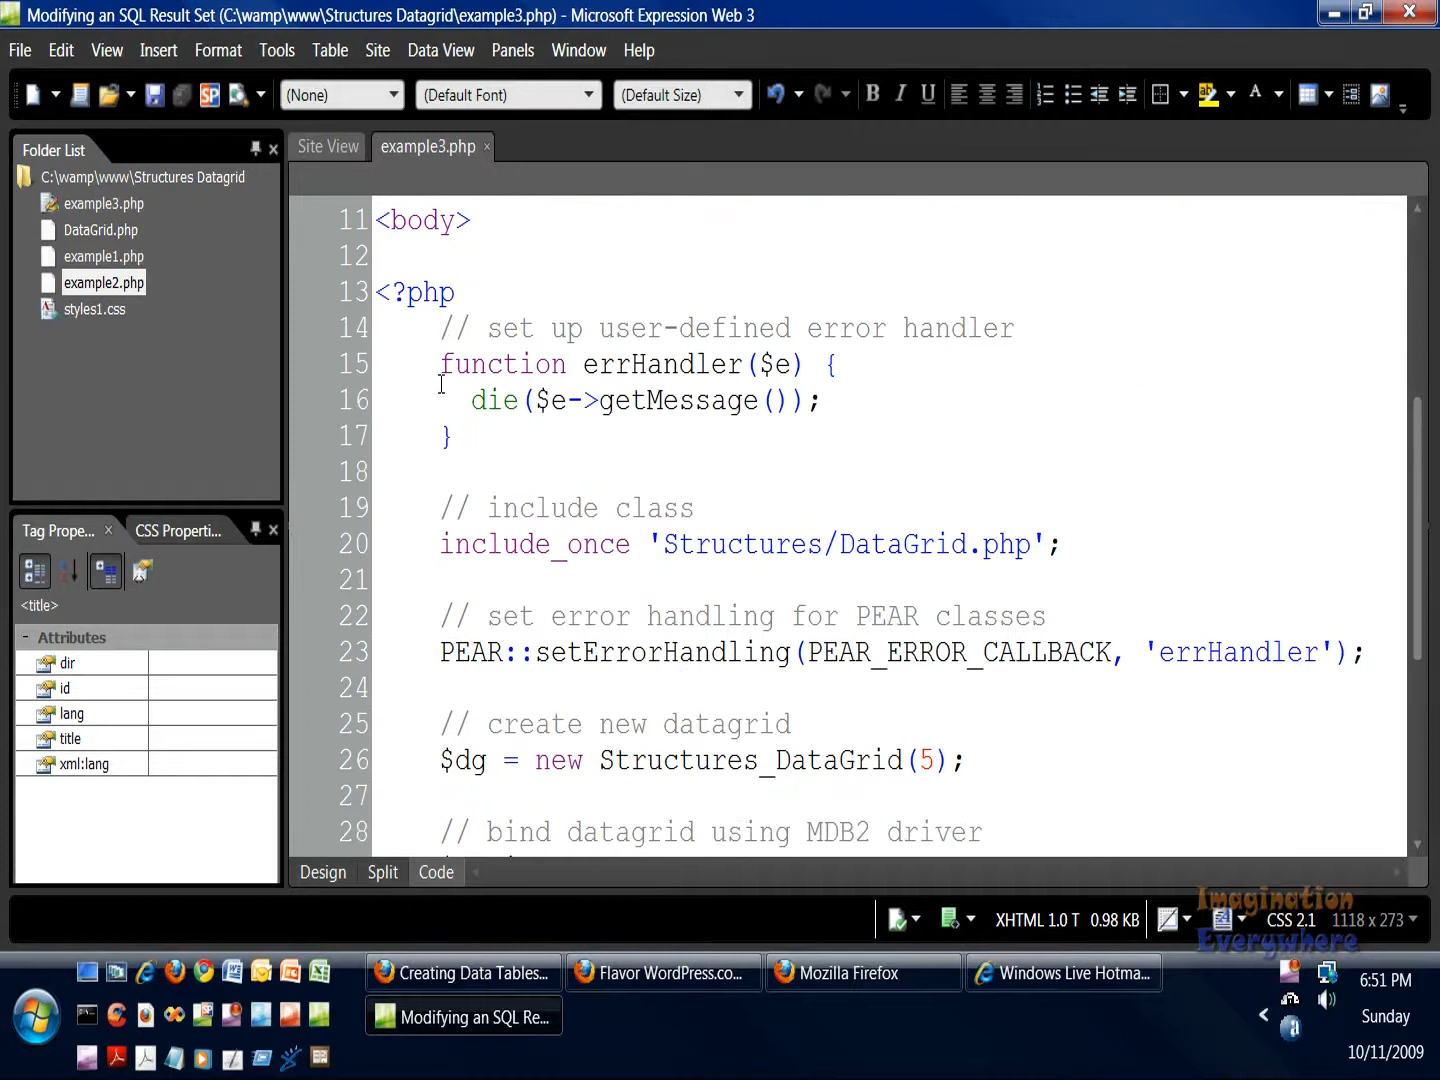 Modifying an SQL Result Set (C:\wamp\www\Structures Datagrid\example3.php) - Microsoft Expression Web 3
File Edit View Insert Format Tools Table Site Data View Panels Window Help
(None) (Default Font) (Default Size) B I U A
Folder List
C:\wamp\www\Structures Datagrid
example3.php
DataGrid.php
example1.php
example2.php
styles1.css
Tag Prope... CSS Properti...
<title>
Attributes
dir
id
lang
title
xml:lang
Site View example3.php
11 <body>
12
13 <?php
14 // set up user-defined error handler
15 function errHandler($e) {
16 die($e->getMessage());
17 }
18
19 // include class
20 include_once 'Structures/DataGrid.php';
21
22 // set error handling for PEAR classes
23 PEAR::setErrorHandling(PEAR_ERROR_CALLBACK, 'errHandler');
24
25 // create new datagrid
26 $dg = new Structures_DataGrid(5);
27
28 // bind datagrid using MDB2 driver
Design Split Code
XHTML 1.0 T 0.98 KB CSS 2.1 1118 x 273
Imagination
Everywhere
Creating Data Tables... Flavor WordPress.co... Mozilla Firefox Windows Live Hotma...
Modifying an SQL Re...
6:51 PM
Sunday
10/11/2009